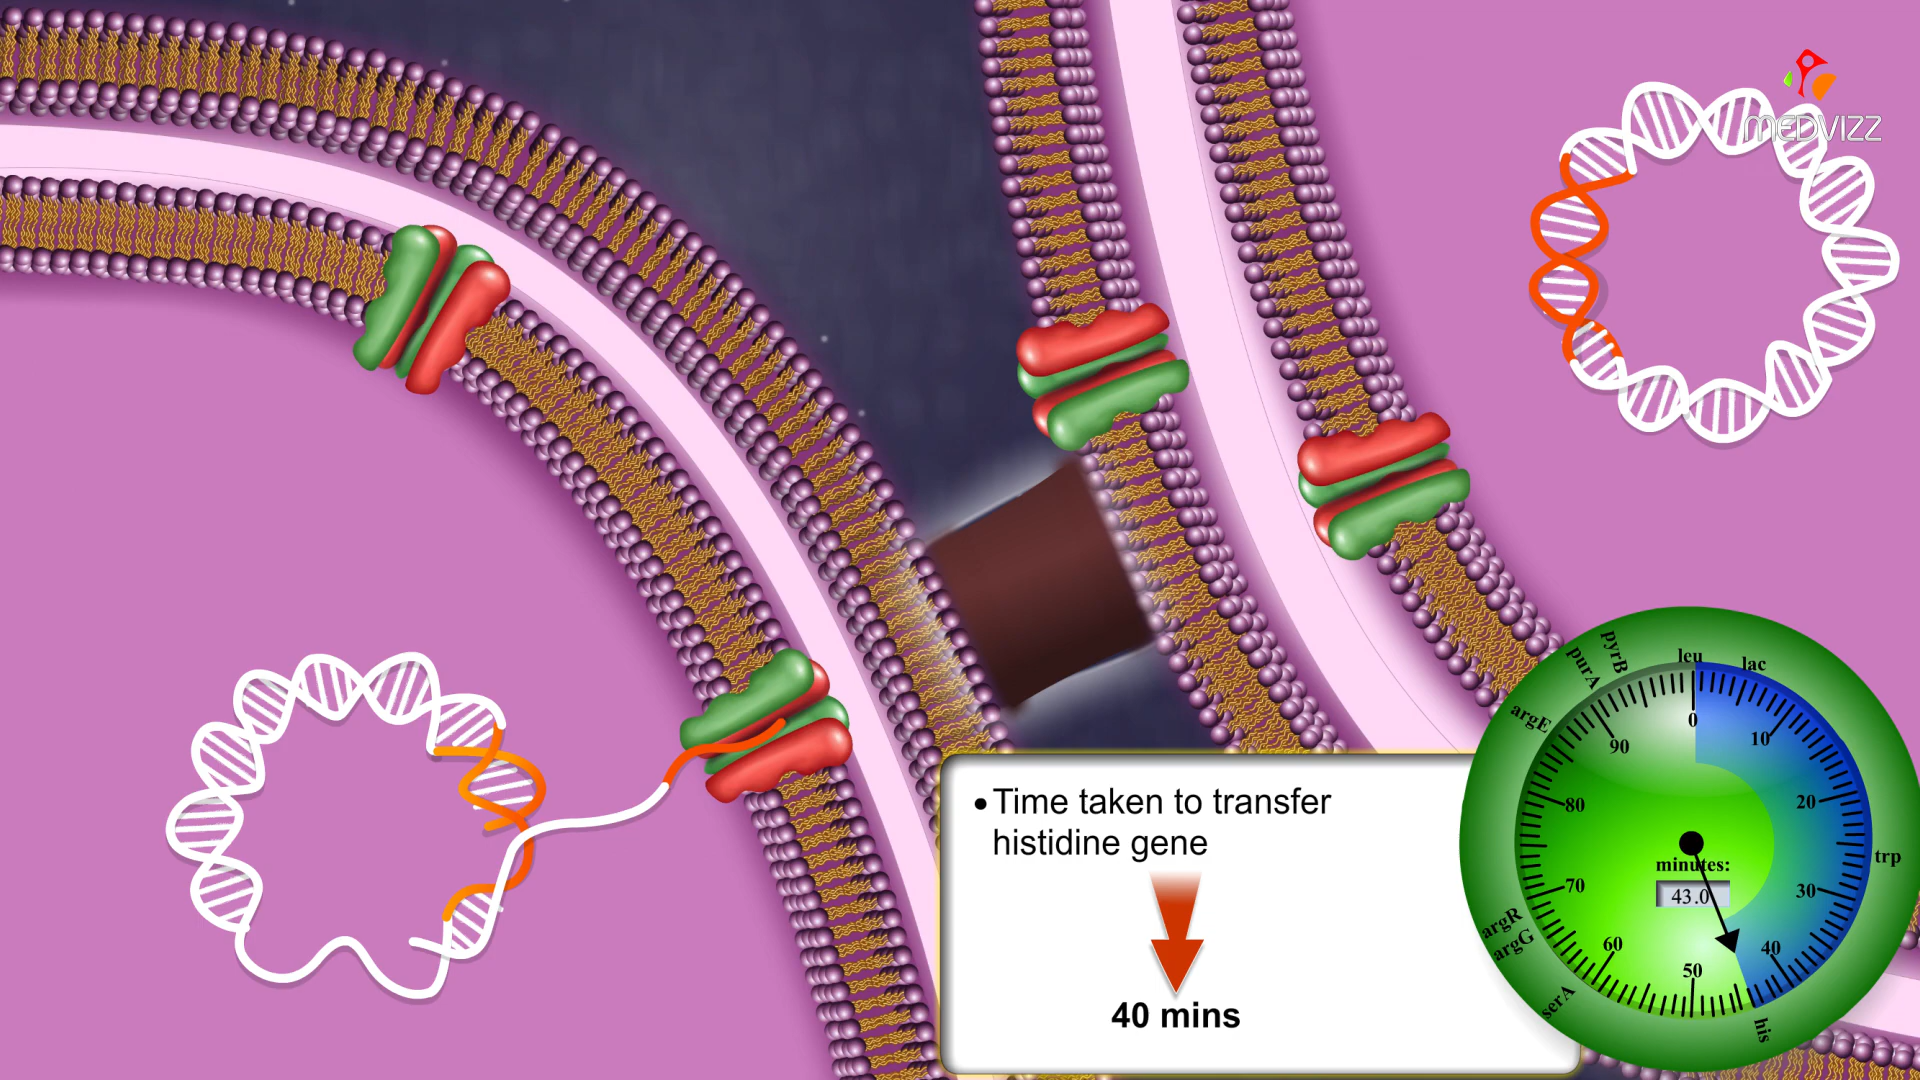 MEDVIZZ
• Time taken to transfer
histidine gene
40 mins
leu
lac
trp
his
serA
argG
argR
argE
purA
pyrB
0
10
20
30
40
50
60
70
80
90
minutes:
43.0